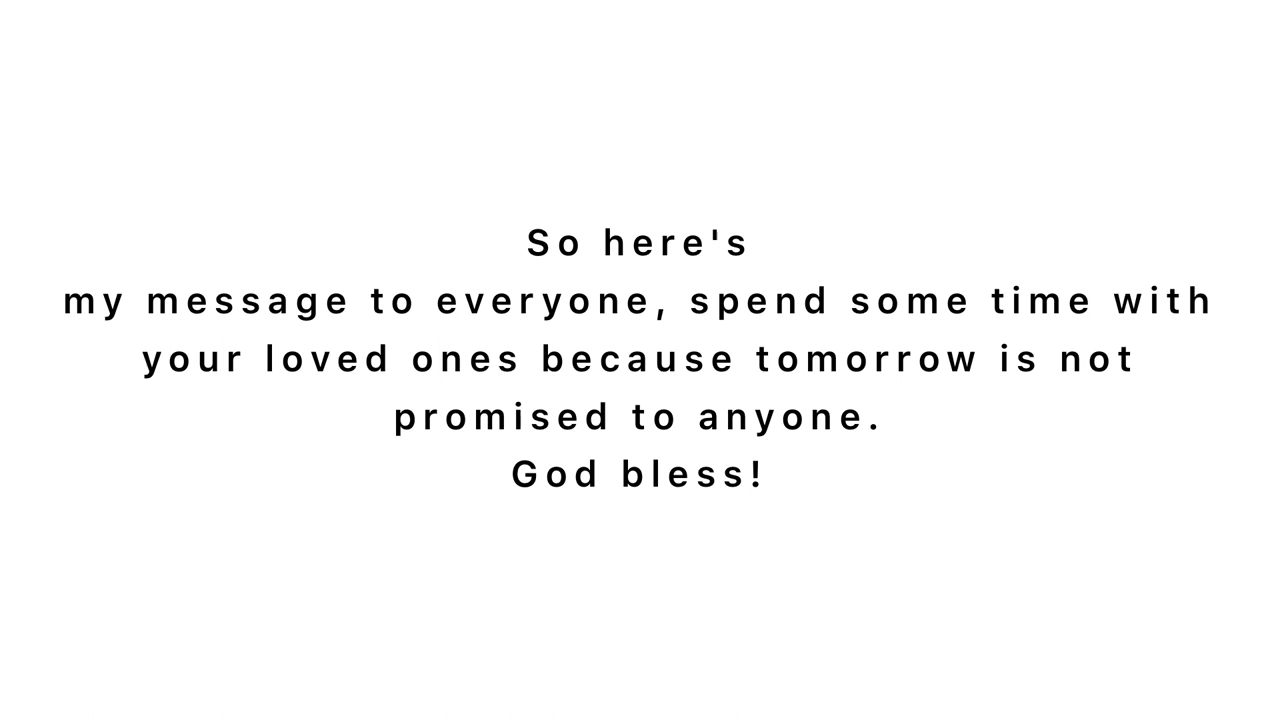 So here's
my message to everyone, spend some time with
your loved ones because tomorrow is not
promised to anyone.
God bless!